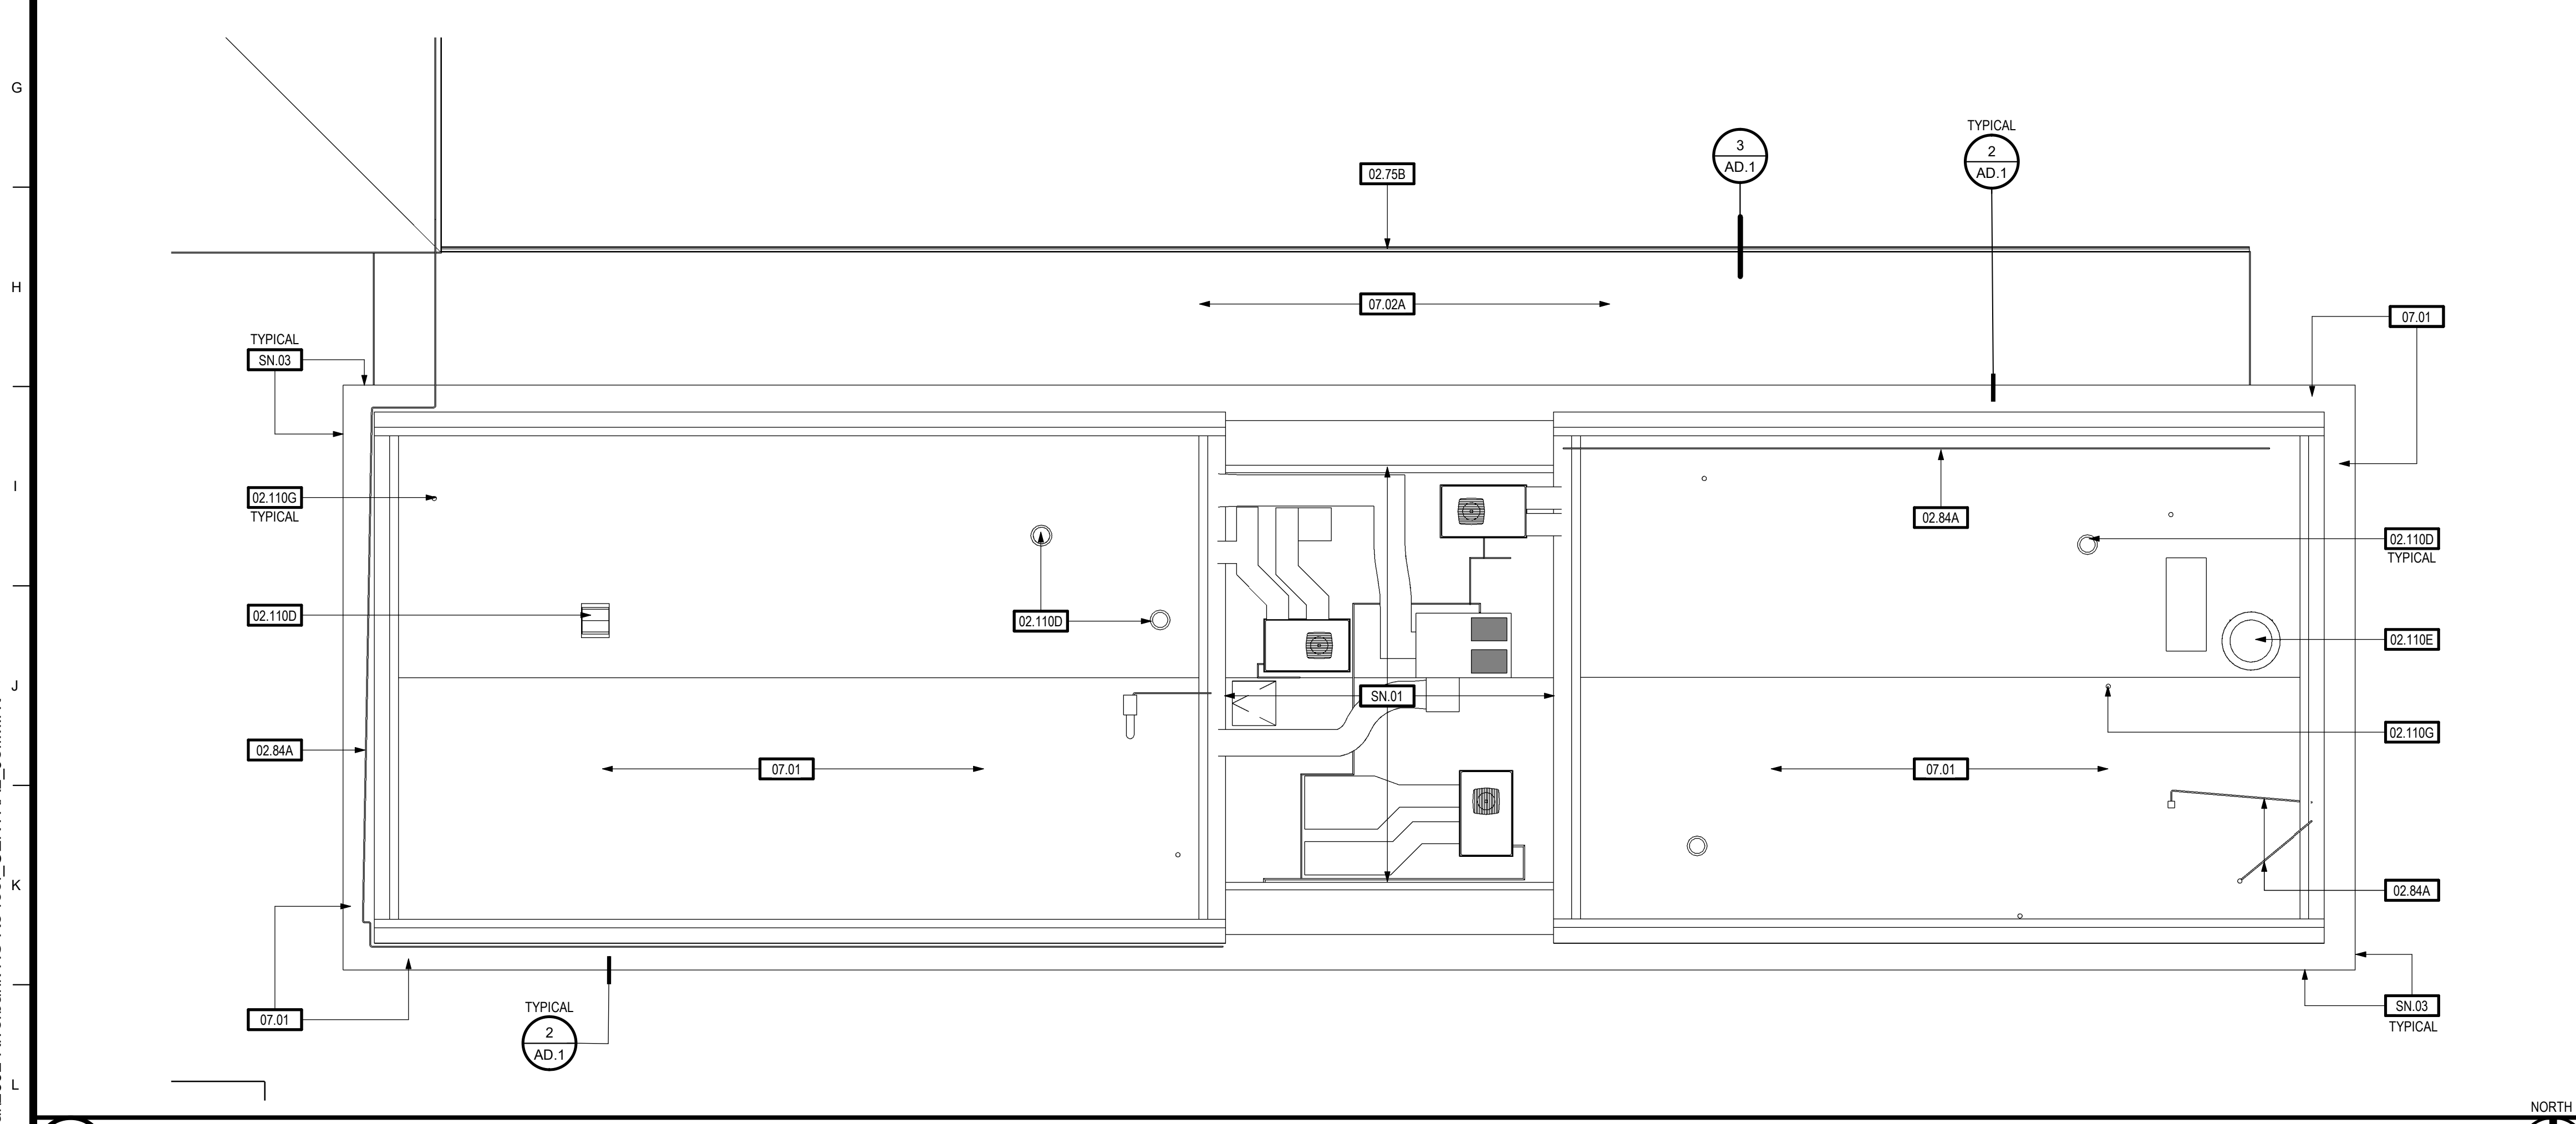 G
TYPICAL
3
AD.1
2
AD.1
02.75B
H
07.02A
07.01
TYPICAL
SN.03
I
02.110G
TYPICAL
02.84A
02.110D
TYPICAL
02.110D
02.110D
02.110E
J
SN.01
02.110G
02.84A
07.01
07.01
K
02.84A
07.01
SN.03
TYPICAL
TYPICAL
2
AD.1
L
NORTH